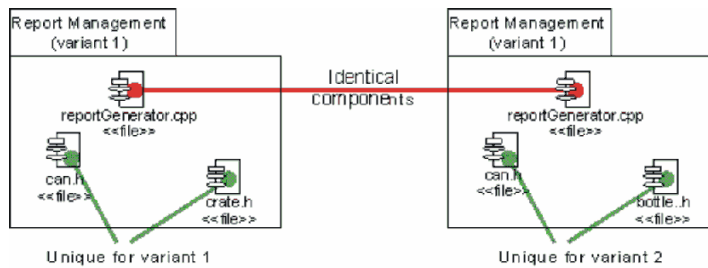 Report Management
(variant 1)
reportGenerator.cpp
<<file>>
can.h
<<file>>
crate.h
<<file>>
Unique for variant 1
Identical
components
Report Management
(variant 1)
reportGenerator.cpp
<<file>>
can.h
<<file>>
bottle..h
<<file>>
Unique for variant 2